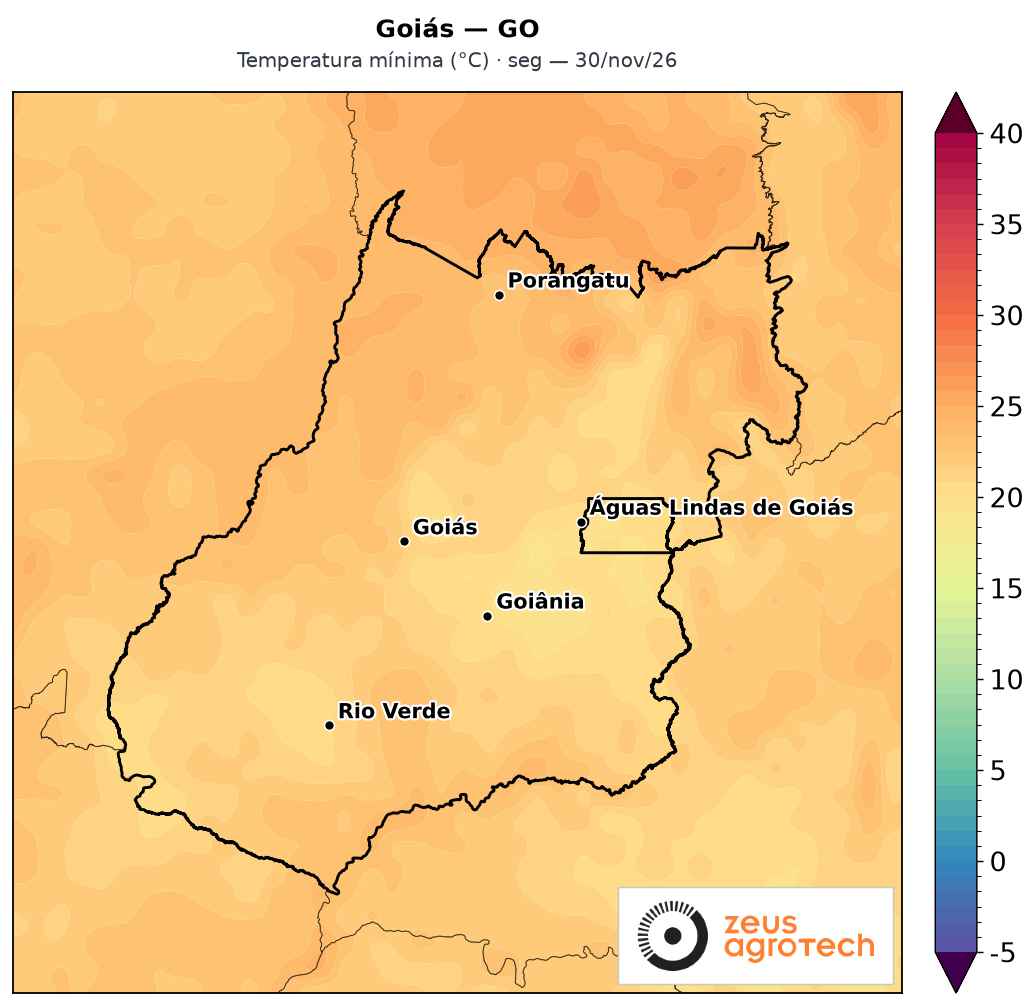 Goiás — GO
Temperatura mínima (°C) · seg — 30/nov/26
40
35
30
25
20
15
10
5
0
-5
Porangatu
Águas Lindas de Goiás
Goiás
Goiânia
Rio Verde
zeus
agrotech